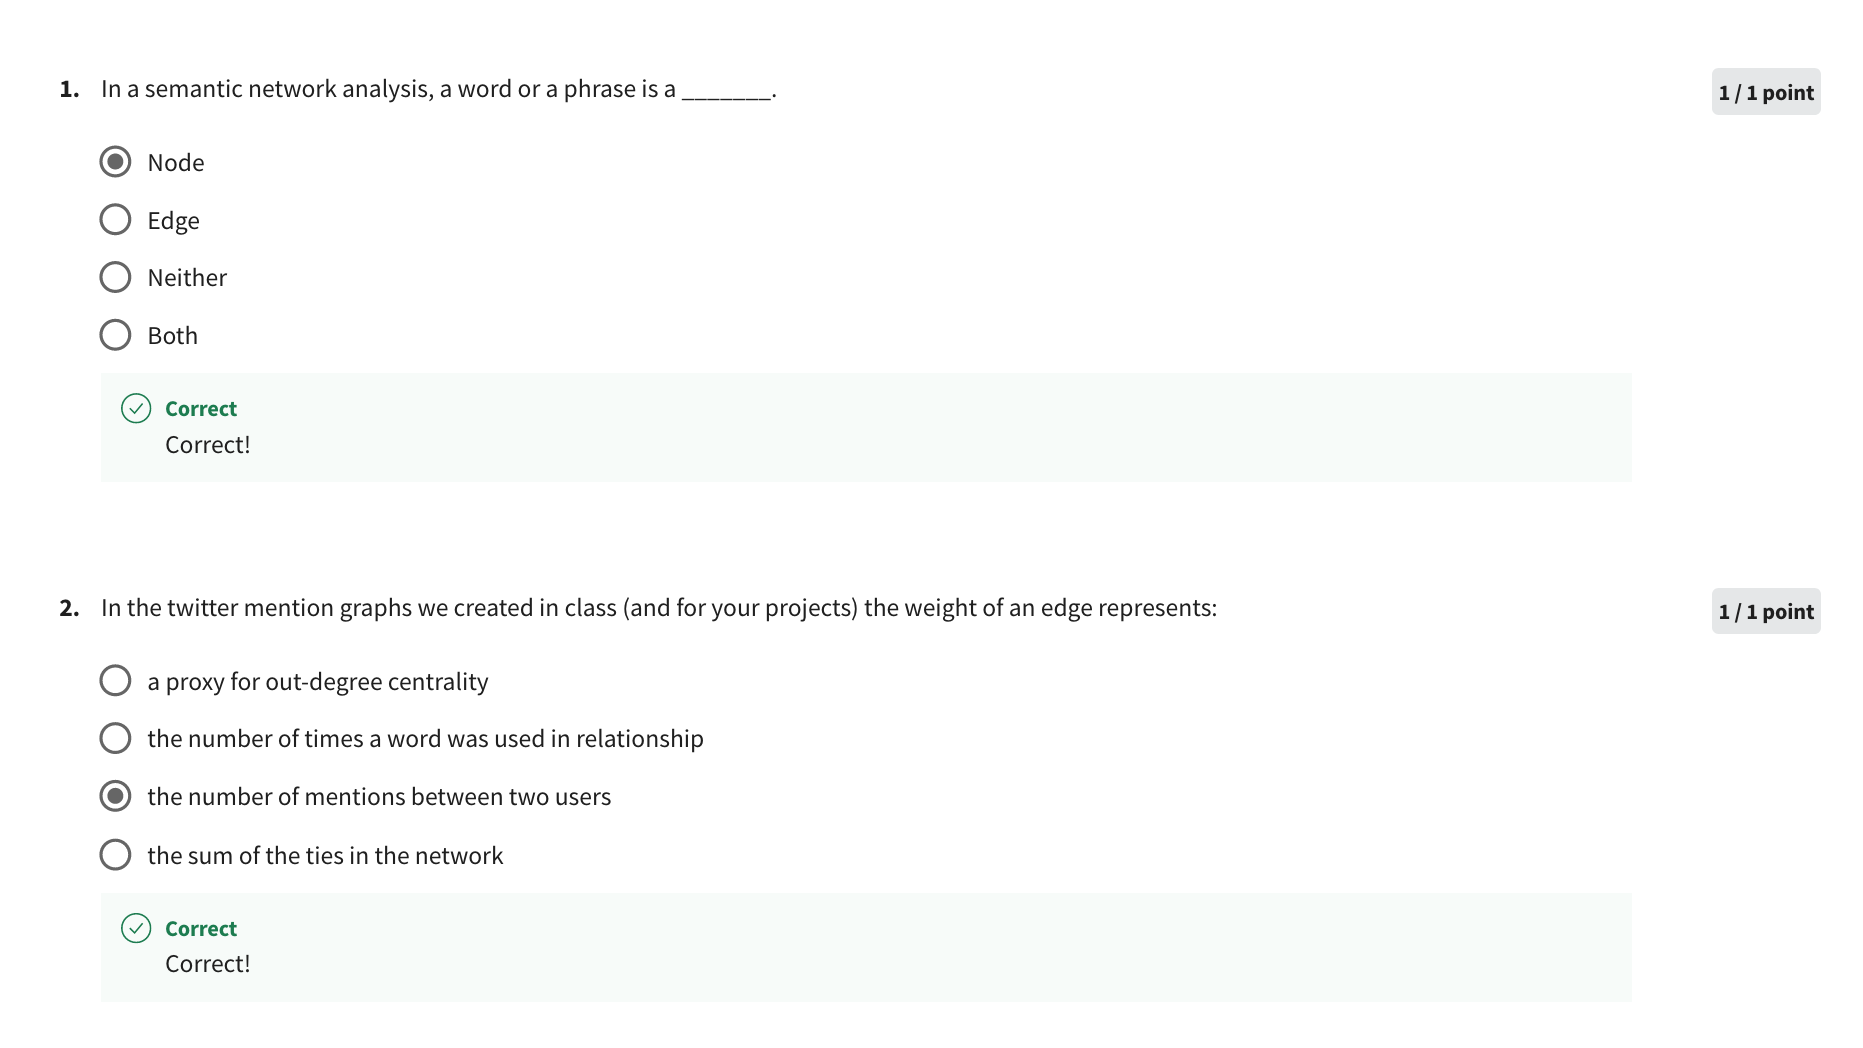 1. In a semantic network analysis, a word or a phrase is a _______.
1 / 1 point
Node
Edge
Neither
Both
Correct
Correct!
2. In the twitter mention graphs we created in class (and for your projects) the weight of an edge represents:
1 / 1 point
a proxy for out-degree centrality
the number of times a word was used in relationship
the number of mentions between two users
the sum of the ties in the network
Correct
Correct!